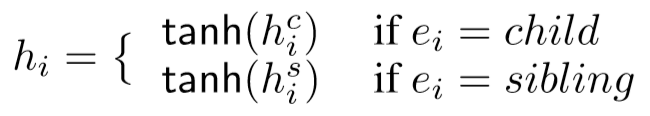 h_i = { tanh(h_i^c) if e_i = child
tanh(h_i^s) if e_i = sibling